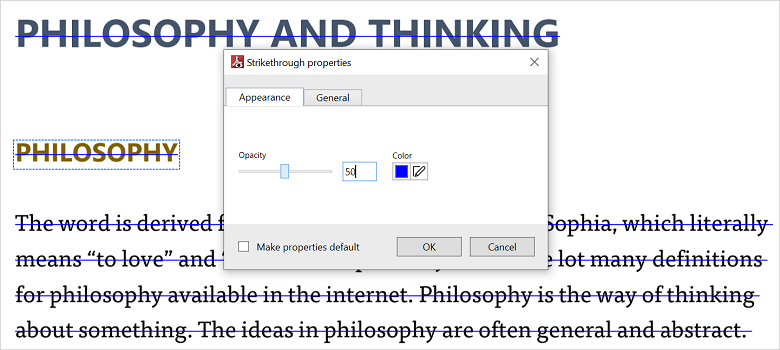 PHILOSOPHY AND THINKING
Strikethrough properties
Appearance General
Opacity Color
50
Make properties default OK Cancel
PHILOSOPHY
The word is derived Sophia, which literally
means “to love” and lot many definitions
for philosophy available in the internet. Philosophy is the way of thinking
about something. The ideas in philosophy are often general and abstract.